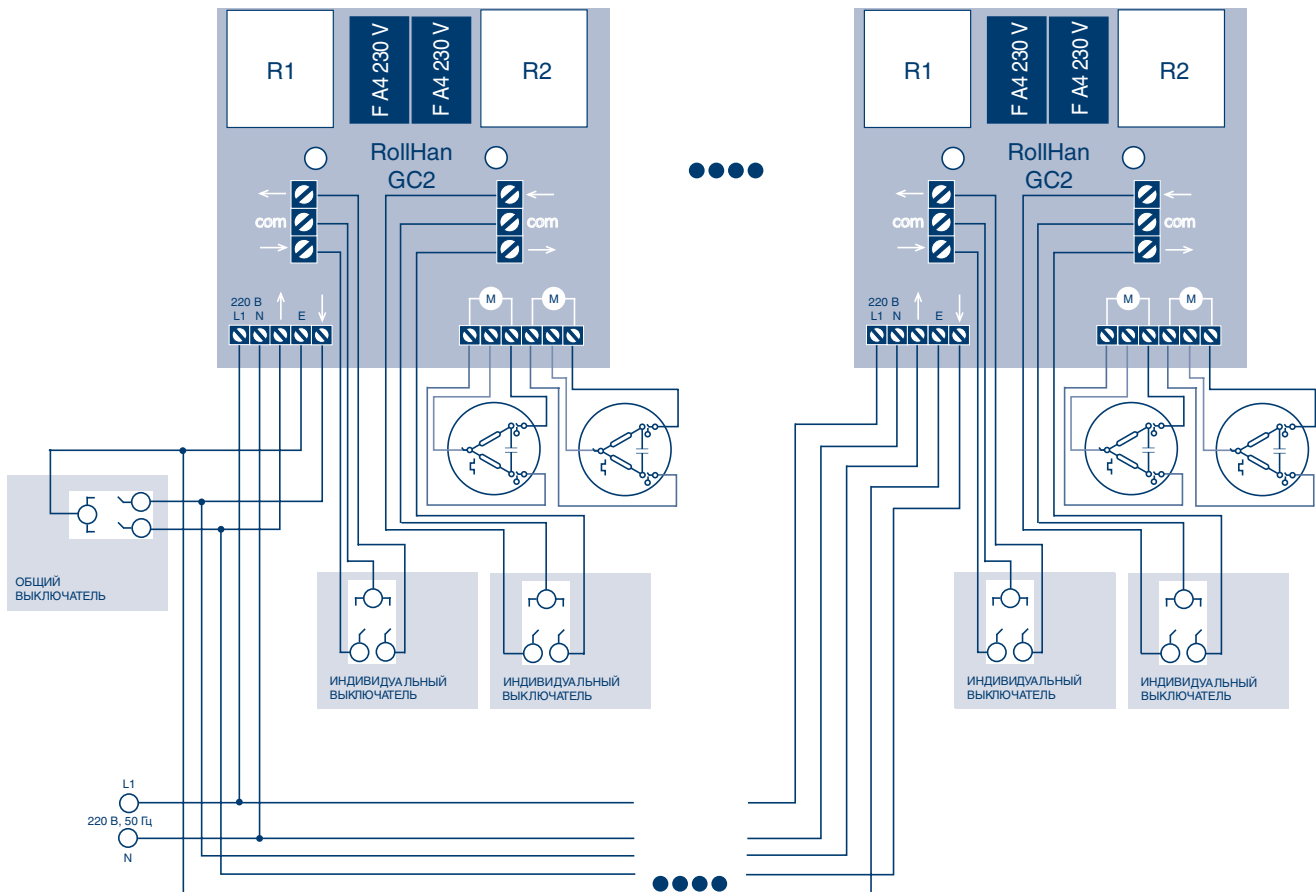 R1
F A4 230 V
F A4 230 V
R2
RollHan
GC2
com
com
220 В
L1 N E
M
M
R1
F A4 230 V
F A4 230 V
R2
RollHan
GC2
com
com
220 В
L1 N E
M
M
ОБЩИЙ
ВЫКЛЮЧАТЕЛЬ
ИНДИВИДУАЛЬНЫЙ
ВЫКЛЮЧАТЕЛЬ
ИНДИВИДУАЛЬНЫЙ
ВЫКЛЮЧАТЕЛЬ
ИНДИВИДУАЛЬНЫЙ
ВЫКЛЮЧАТЕЛЬ
ИНДИВИДУАЛЬНЫЙ
ВЫКЛЮЧАТЕЛЬ
L1
220 В, 50 Гц
N